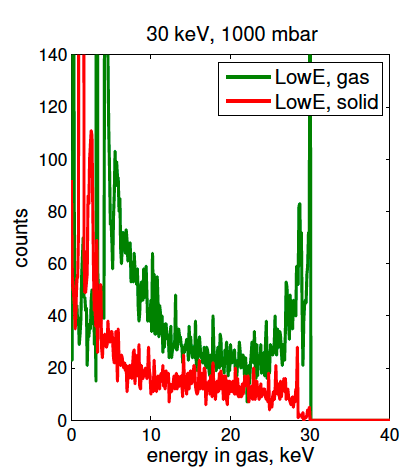 30 keV, 1000 mbar
140
120
100
80
60
40
20
0
counts
LowE, gas
LowE, solid
0 10 20 30 40
energy in gas, keV